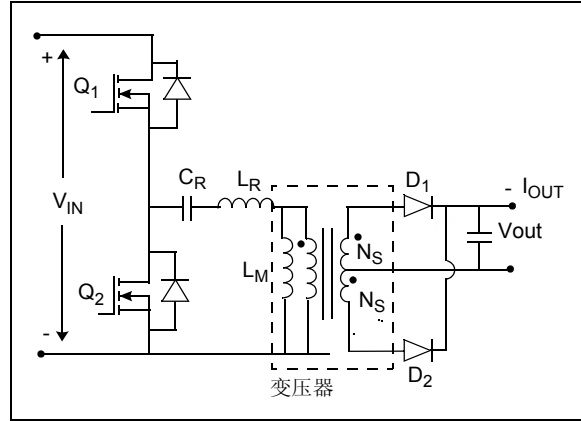 +
Q1
VIN
CR
LR
D1
- IOUT
Vout
LM
NS
NS
Q2
-
D2
变压器